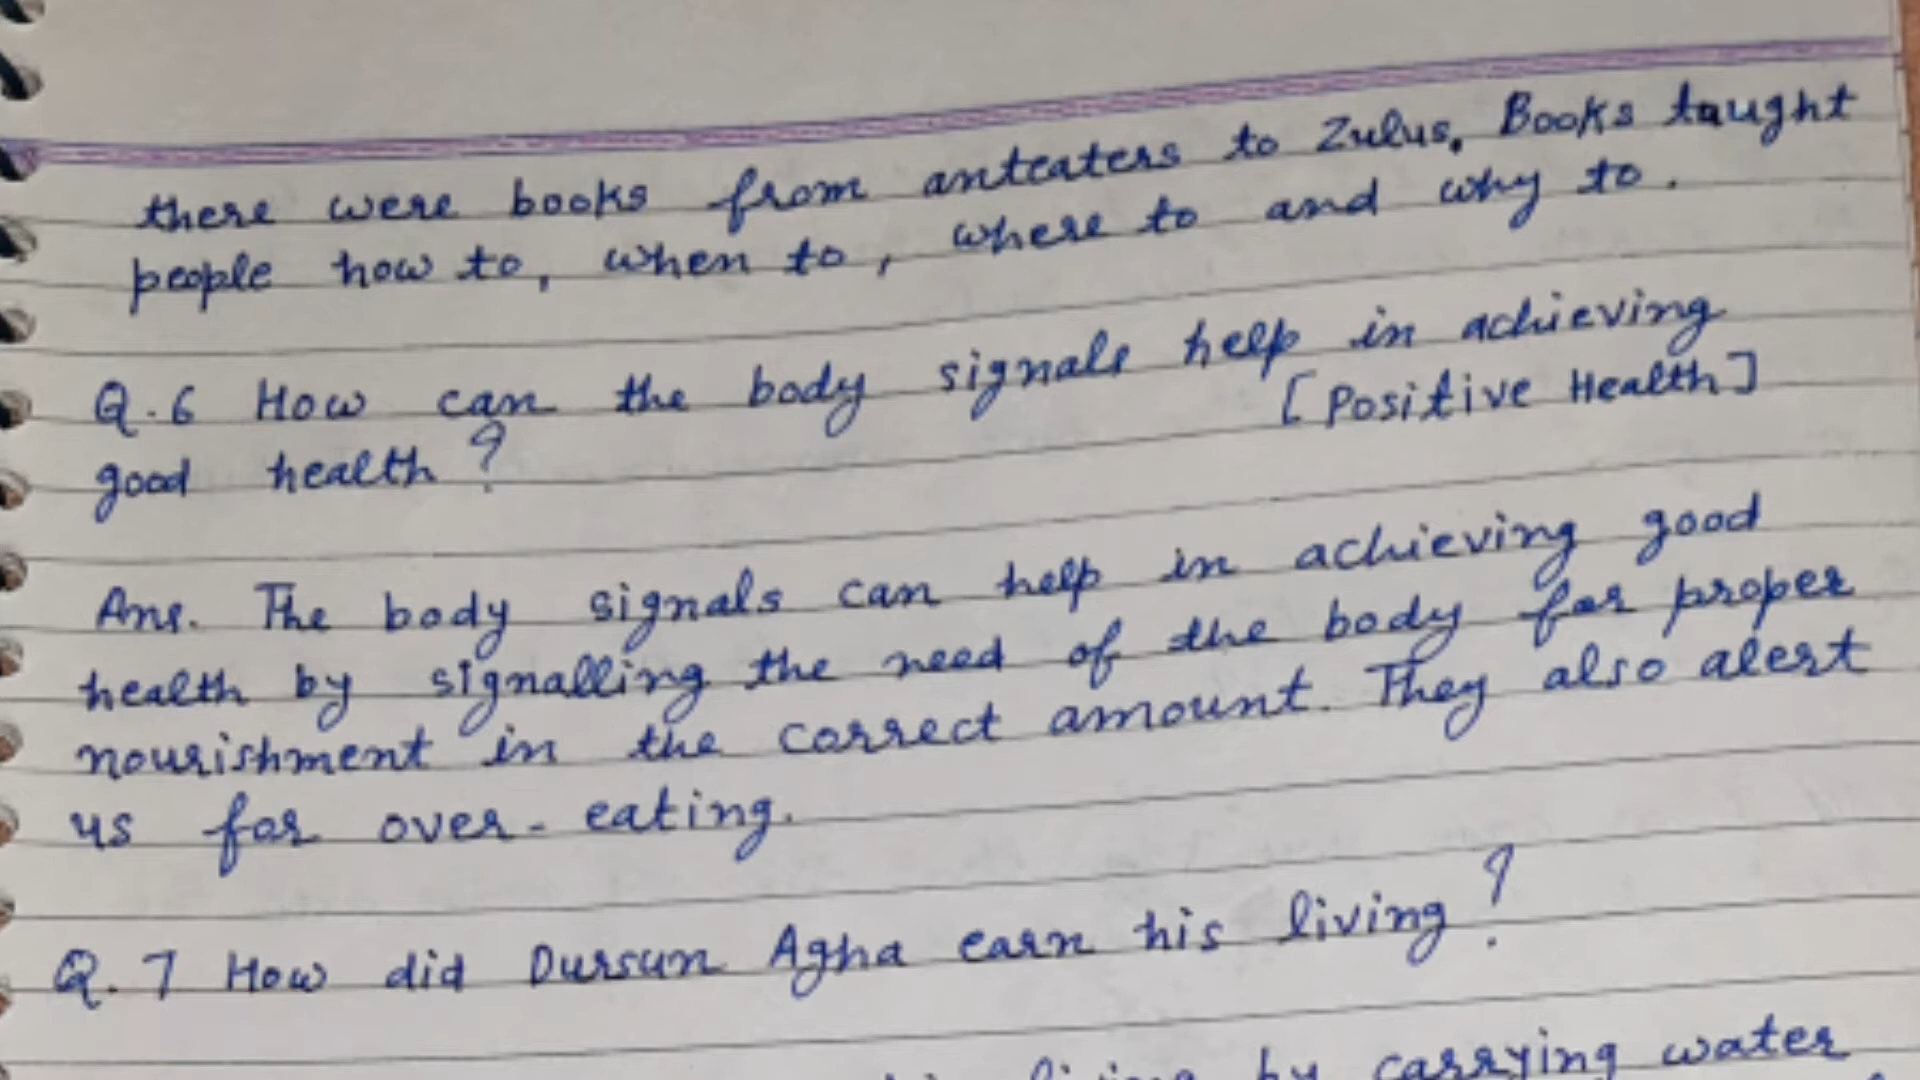 there were books from anteaters to Zulus. Books taught
people how to, when to, where to and why to.
Q.6 How can the body signals help in achieving
good health? [Positive Health]
Ans. The body signals can help in achieving good
health by signalling the need of the body for proper
nourishment in the correct amount. They also alert
us for over-eating.
Q.7 How did Dursun Agha earn his living?
living by carrying water